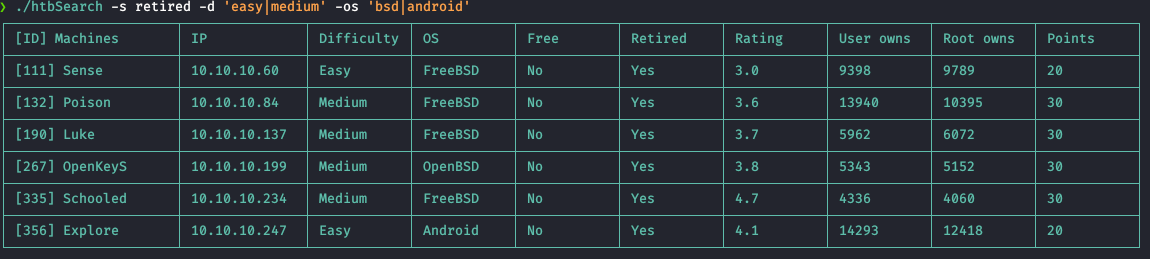 ❯ ./htbSearch -s retired -d 'easy|medium' -os 'bsd|android'
[ID] Machines IP Difficulty OS Free Retired Rating User owns Root owns Points
[111] Sense 10.10.10.60 Easy FreeBSD No Yes 3.0 9398 9789 20
[132] Poison 10.10.10.84 Medium FreeBSD No Yes 3.6 13940 10395 30
[190] Luke 10.10.10.137 Medium FreeBSD No Yes 3.7 5962 6072 30
[267] OpenKeyS 10.10.10.199 Medium OpenBSD No Yes 3.8 5343 5152 30
[335] Schooled 10.10.10.234 Medium FreeBSD No Yes 4.7 4336 4060 30
[356] Explore 10.10.10.247 Easy Android No Yes 4.1 14293 12418 20